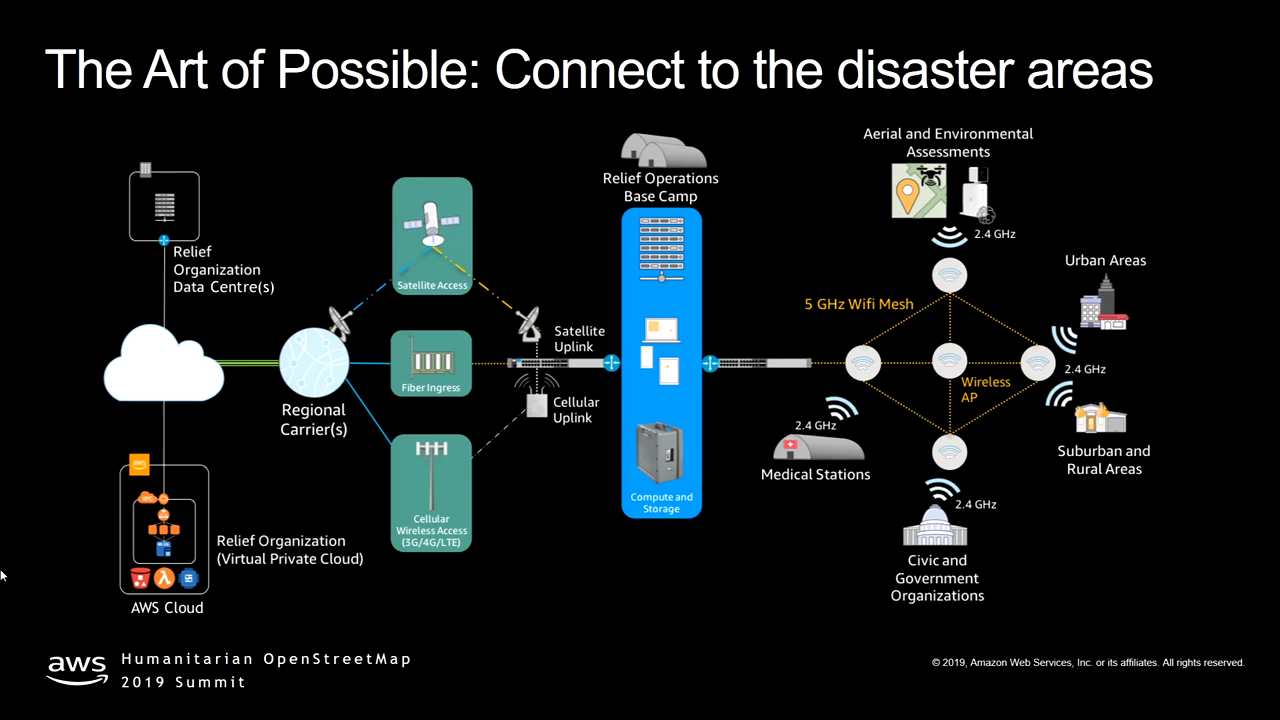 The Art of Possible: Connect to the disaster areas
Relief
Organization
Data Centre(s)
Regional
Carrier(s)
aws
VPC
Relief Organization
(Virtual Private Cloud)
AWS Cloud
Satellite Access
Fiber Ingress
Cellular
Wireless Access
(3G/4G/LTE)
Satellite
Uplink
Cellular
Uplink
Relief Operations
Base Camp
Compute and
Storage
Aerial and Environmental
Assessments
2.4 GHz
5 GHz Wifi Mesh
Urban Areas
2.4 GHz
Wireless
AP
2.4 GHz
Medical Stations
Suburban and
Rural Areas
2.4 GHz
Civic and
Government
Organizations
aws
Humanitarian OpenStreetMap
2019 Summit
© 2019, Amazon Web Services, Inc. or its affiliates. All rights reserved.